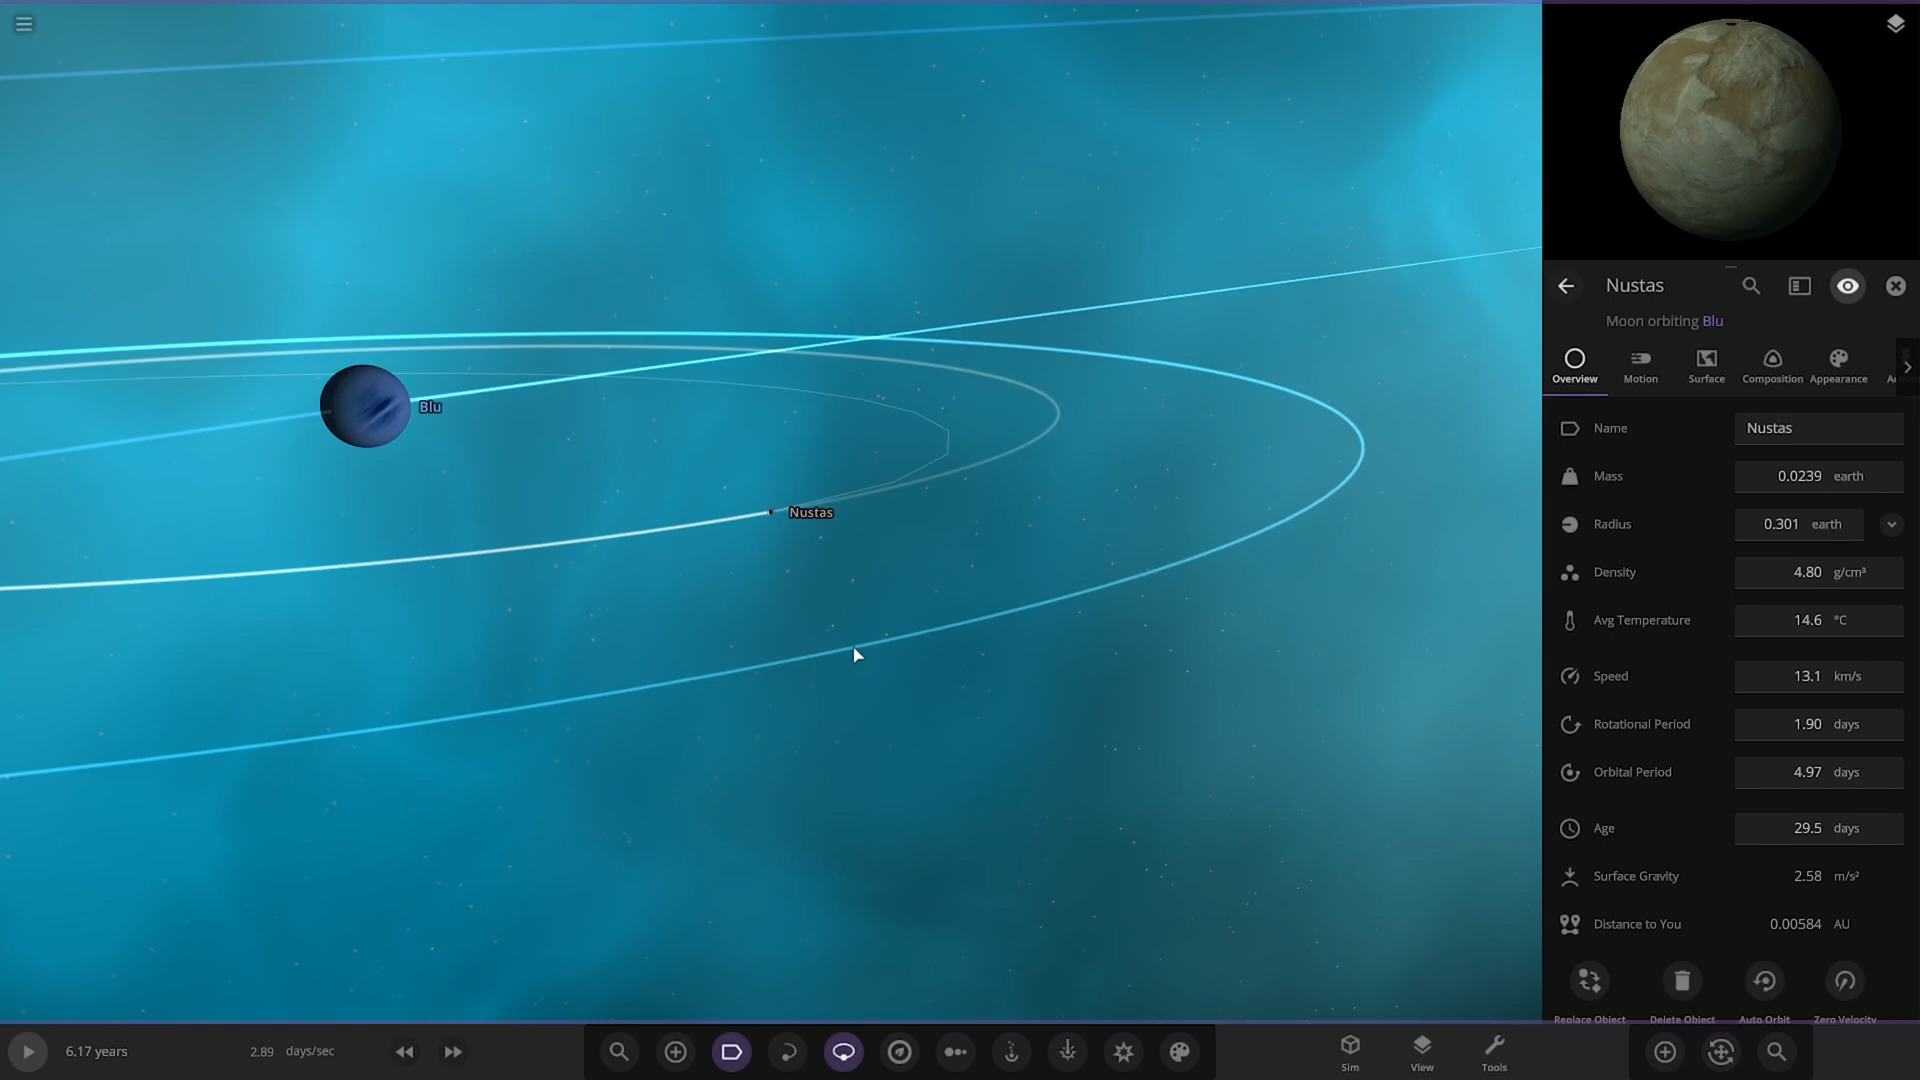 Blu
Nustas
Nustas
Moon orbiting Blu
Overview Motion Surface Composition Appearance
Name Nustas
Mass 0.0239 earth
Radius 0.301 earth
Density 4.80 g/cm³
Avg Temperature 14.6 °C
Speed 13.1 km/s
Rotational Period 1.90 days
Orbital Period 4.97 days
Age 29.5 days
Surface Gravity 2.58 m/s²
Distance to You 0.00584 AU
Replace Object Delete Object Auto Orbit Zero Velocity
6.17 years 2.89 days/sec
Sim View Tools